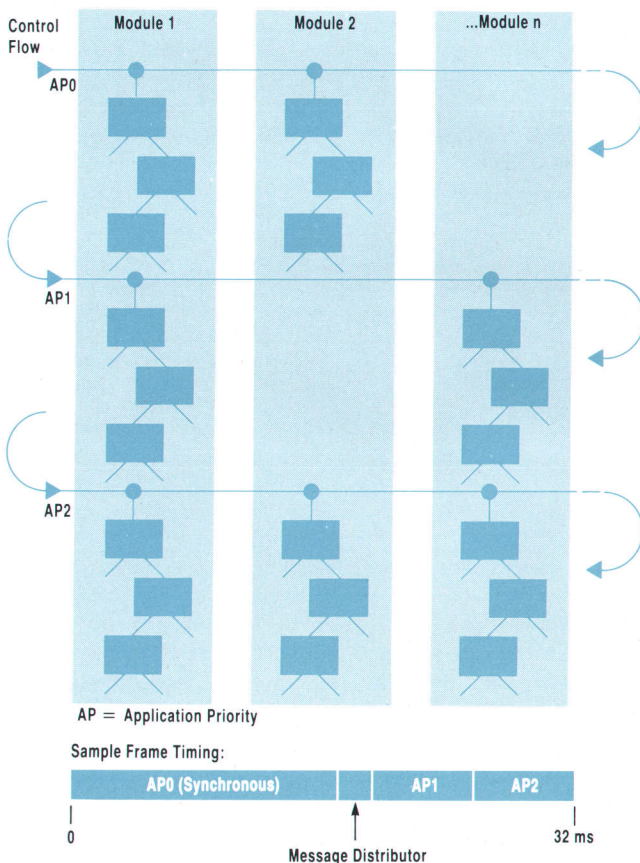 Control
Flow
Module 1
Module 2
...Module n
AP0
AP1
AP2
AP = Application Priority
Sample Frame Timing:
AP0 (Synchronous)
AP1
AP2
0
32 ms
Message Distributor